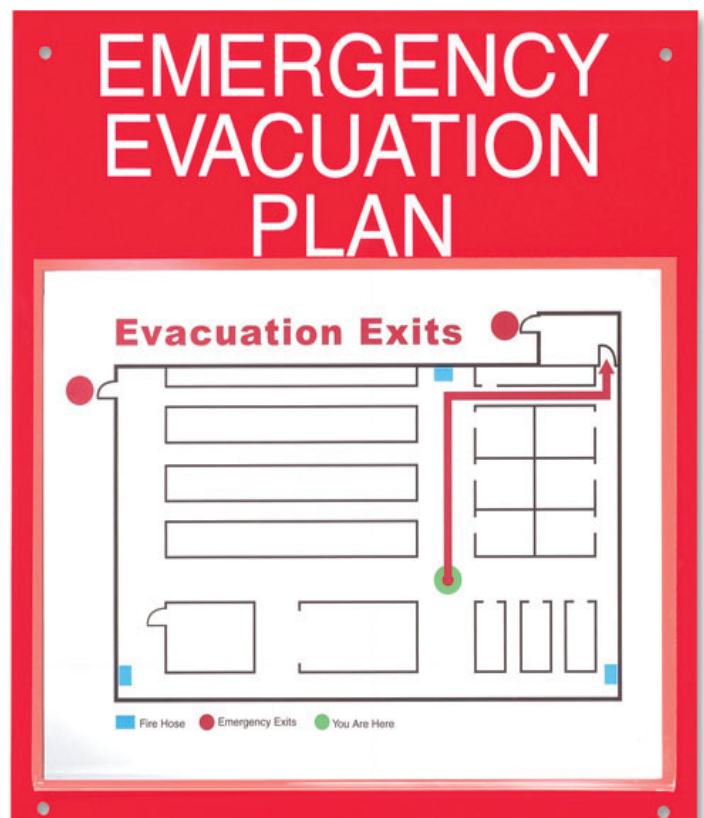 EMERGENCY
EVACUATION
PLAN
Evacuation Exits
Fire Hose Emergency Exits You Are Here